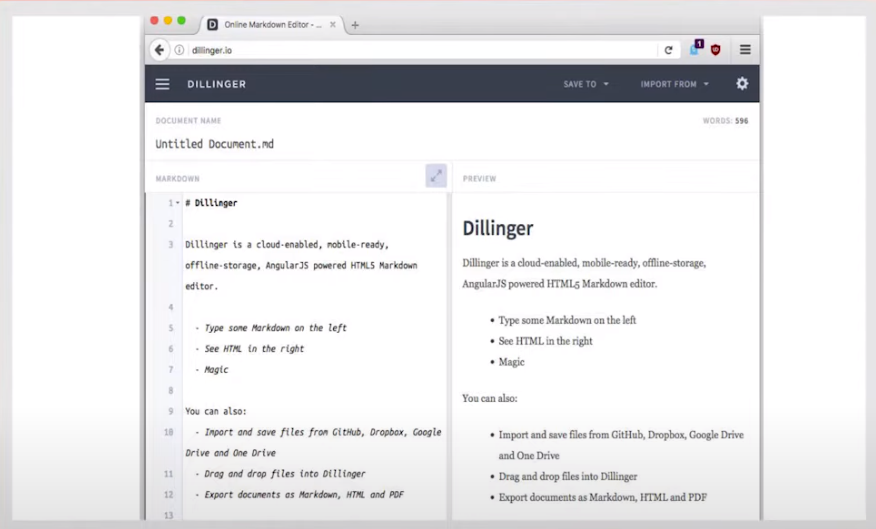 Online Markdown Editor - ...
dillinger.io
1
DILLINGER
SAVE TO
IMPORT FROM
DOCUMENT NAME
WORDS: 596
Untitled Document.md
MARKDOWN
PREVIEW
1 # Dillinger
2
3 Dillinger is a cloud-enabled, mobile-ready,
offline-storage, AngularJS powered HTML5 Markdown
editor.
4
5 - Type some Markdown on the left
6 - See HTML in the right
7 - Magic
8
9 You can also:
10 - Import and save files from GitHub, Dropbox, Google
Drive and One Drive
11 - Drag and drop files into Dillinger
12 - Export documents as Markdown, HTML and PDF
13
Dillinger
Dillinger is a cloud-enabled, mobile-ready, offline-storage,
AngularJS powered HTML5 Markdown editor.
• Type some Markdown on the left
• See HTML in the right
• Magic
You can also:
• Import and save files from GitHub, Dropbox, Google Drive
and One Drive
• Drag and drop files into Dillinger
• Export documents as Markdown, HTML and PDF